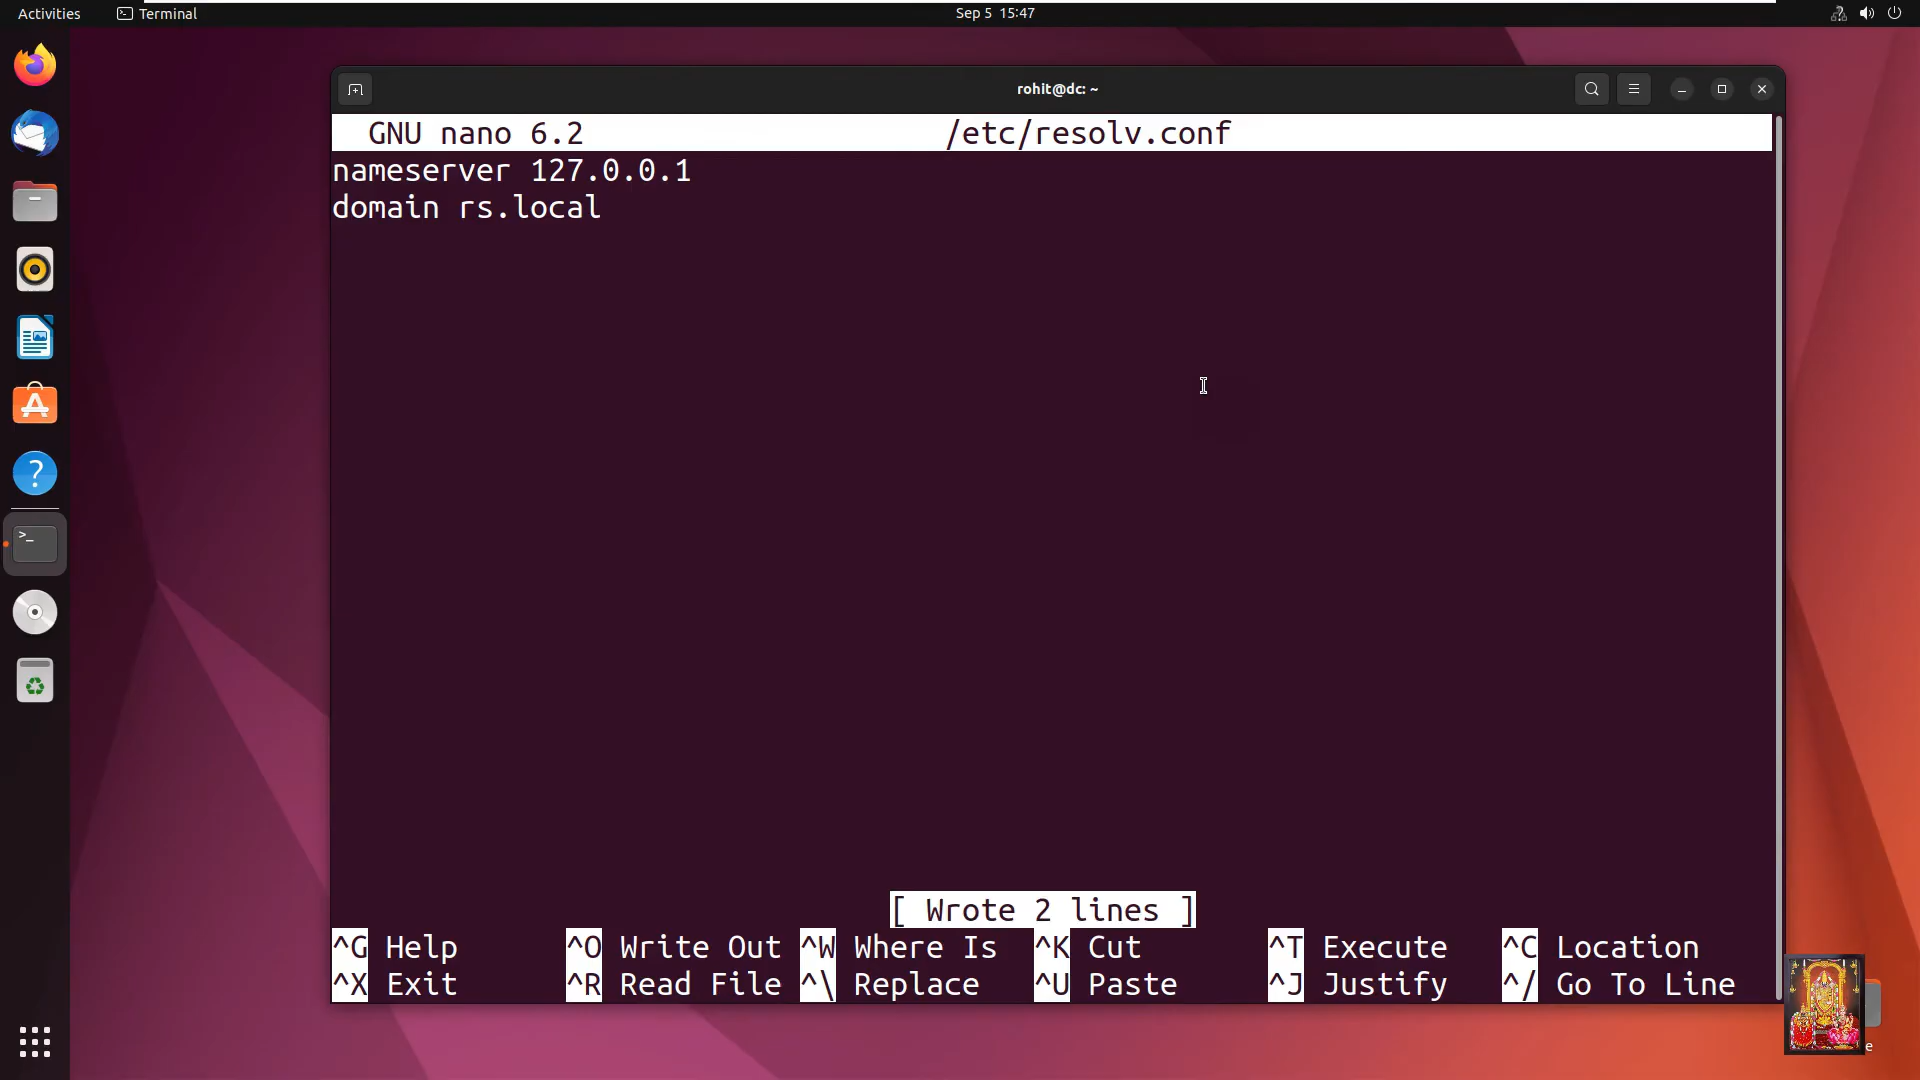 Activities
Terminal
Sep 5 15:47
rohit@dc: ~
GNU nano 6.2 /etc/resolv.conf
nameserver 127.0.0.1
domain rs.local
[ Wrote 2 lines ]
^G Help ^O Write Out ^W Where Is ^K Cut ^T Execute ^C Location
^X Exit ^R Read File ^\ Replace ^U Paste ^J Justify ^/ Go To Line